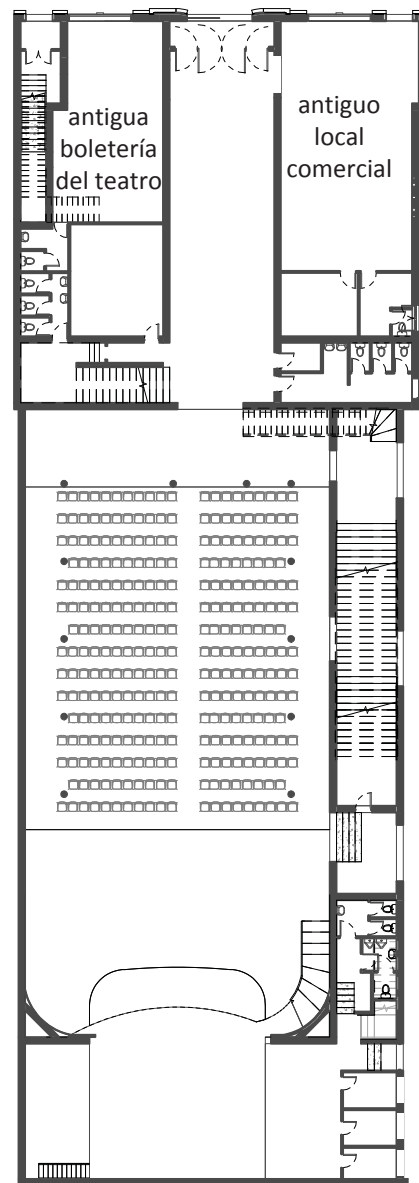 antigua
boletería
del teatro
antiguo
local
comercial